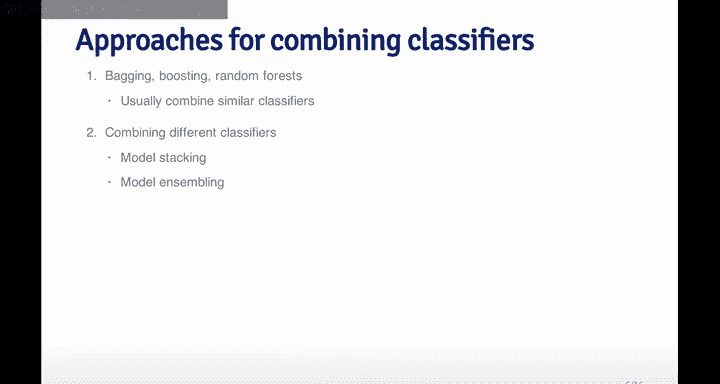 Approaches for combining classifiers
1. Bagging, boosting, random forests
· Usually combine similar classifiers
2. Combining different classifiers
· Model stacking
· Model ensembling